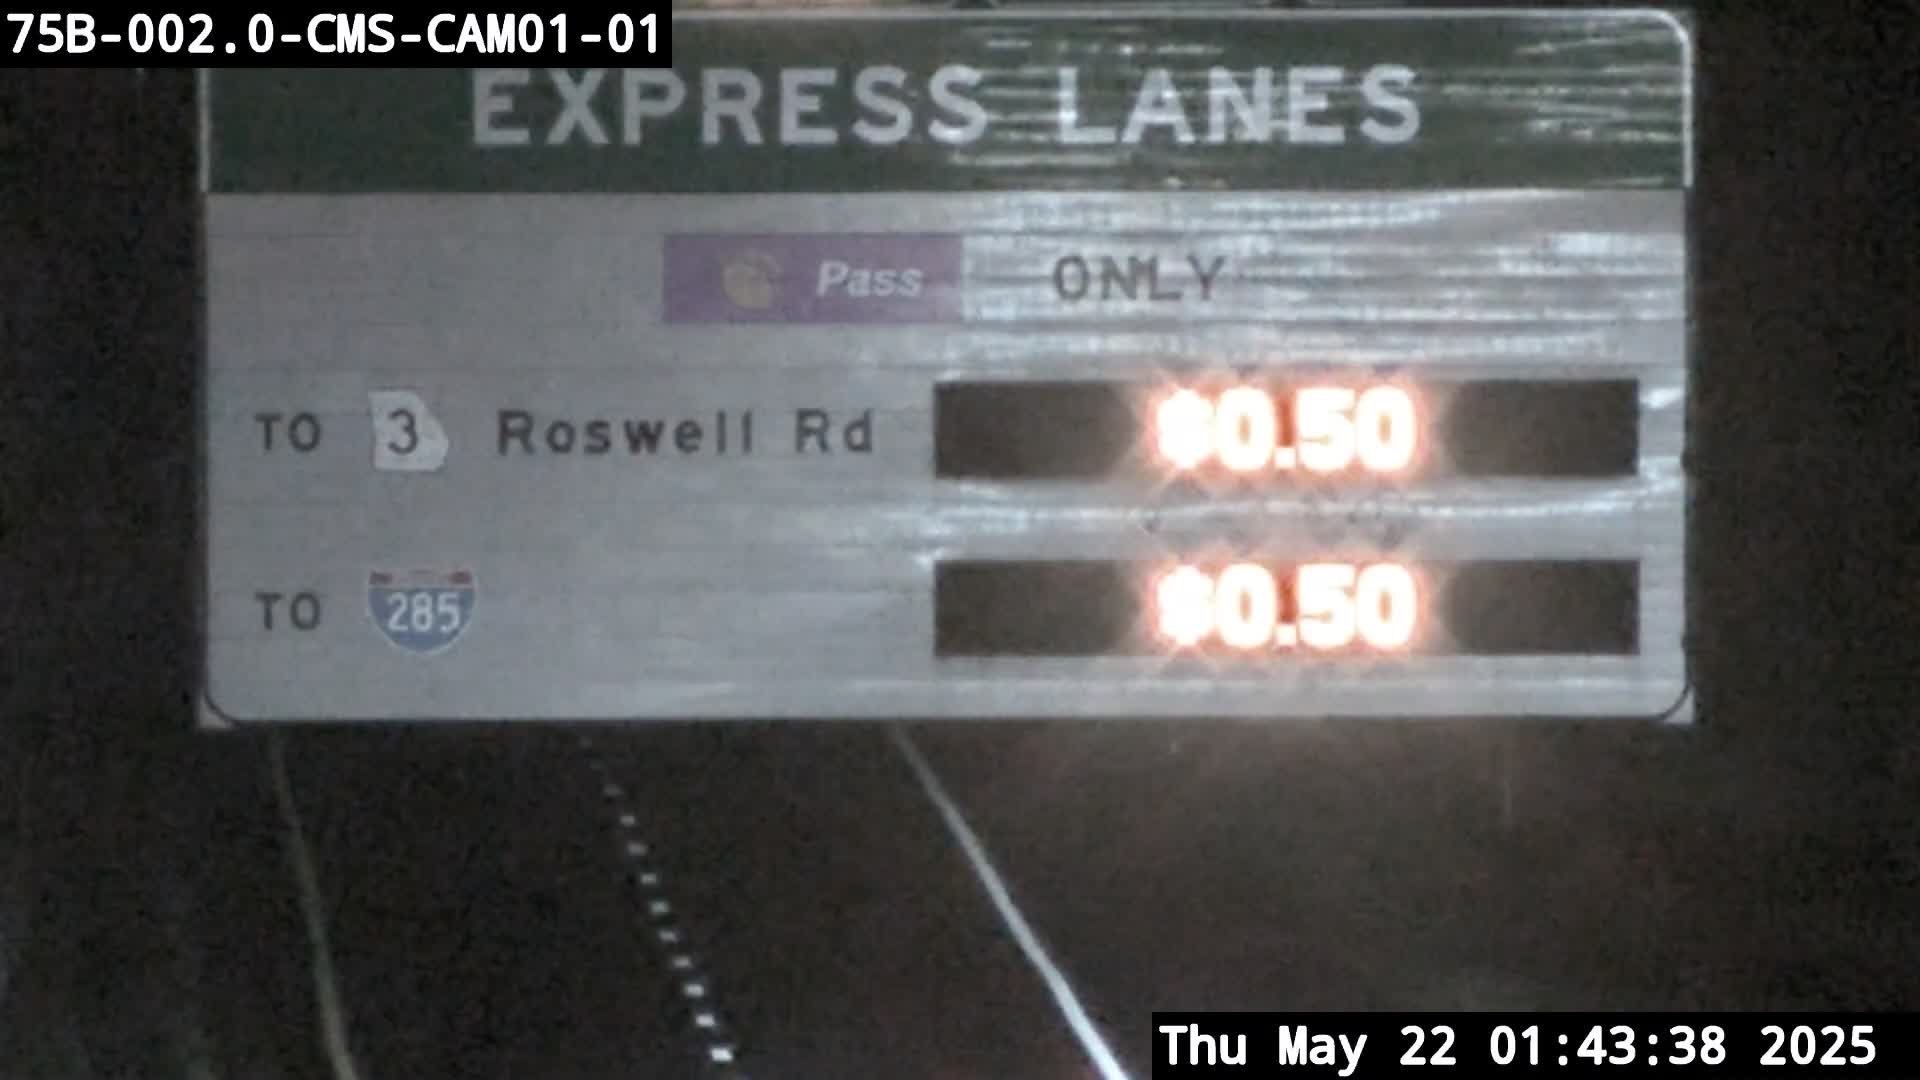 75B-002.0-CMS-CAM01-01
EXPRESS LANES
Pass ONLY
TO 3 Roswell Rd $0.50
TO 285 $0.50
Thu May 22 01:43:38 2025